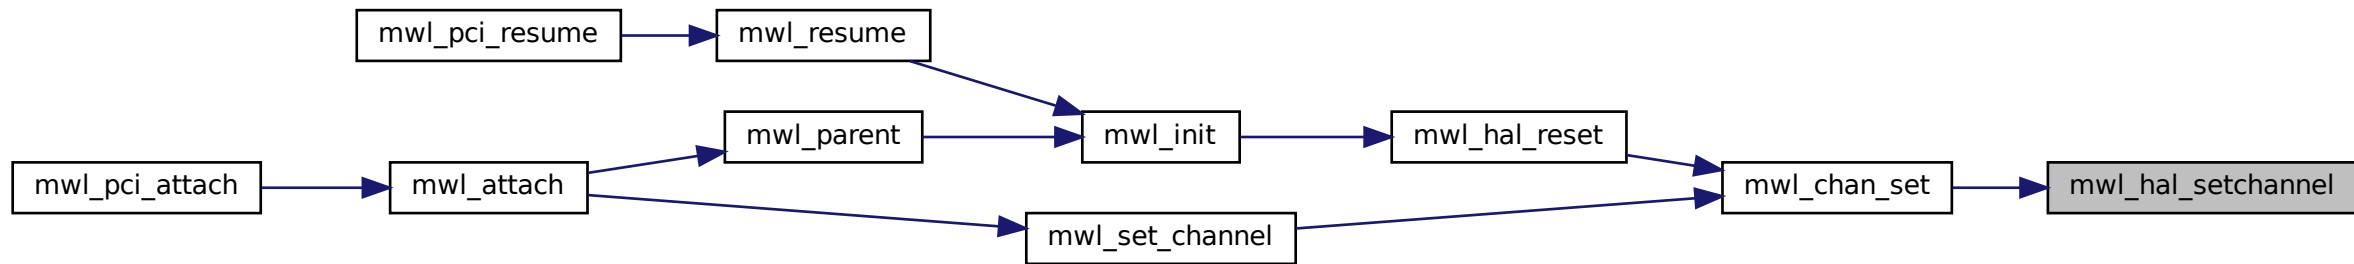 mwl_pci_resume
mwl_resume
mwl_parent
mwl_init
mwl_hal_reset
mwl_pci_attach
mwl_attach
mwl_chan_set
mwl_hal_setchannel
mwl_set_channel